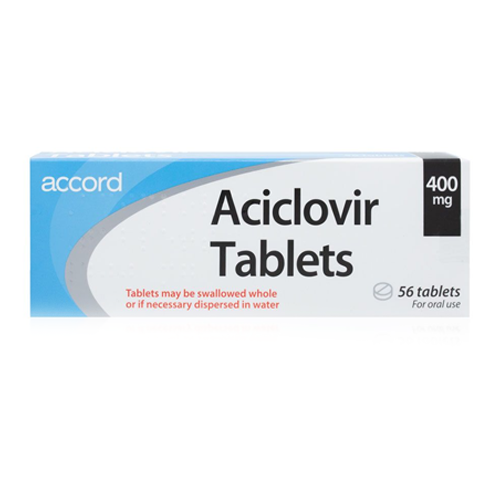 Tablets
accord
Aciclovir
Tablets
400
mg
Tablets may be swallowed whole
or if necessary dispersed in water
56 tablets
For oral use